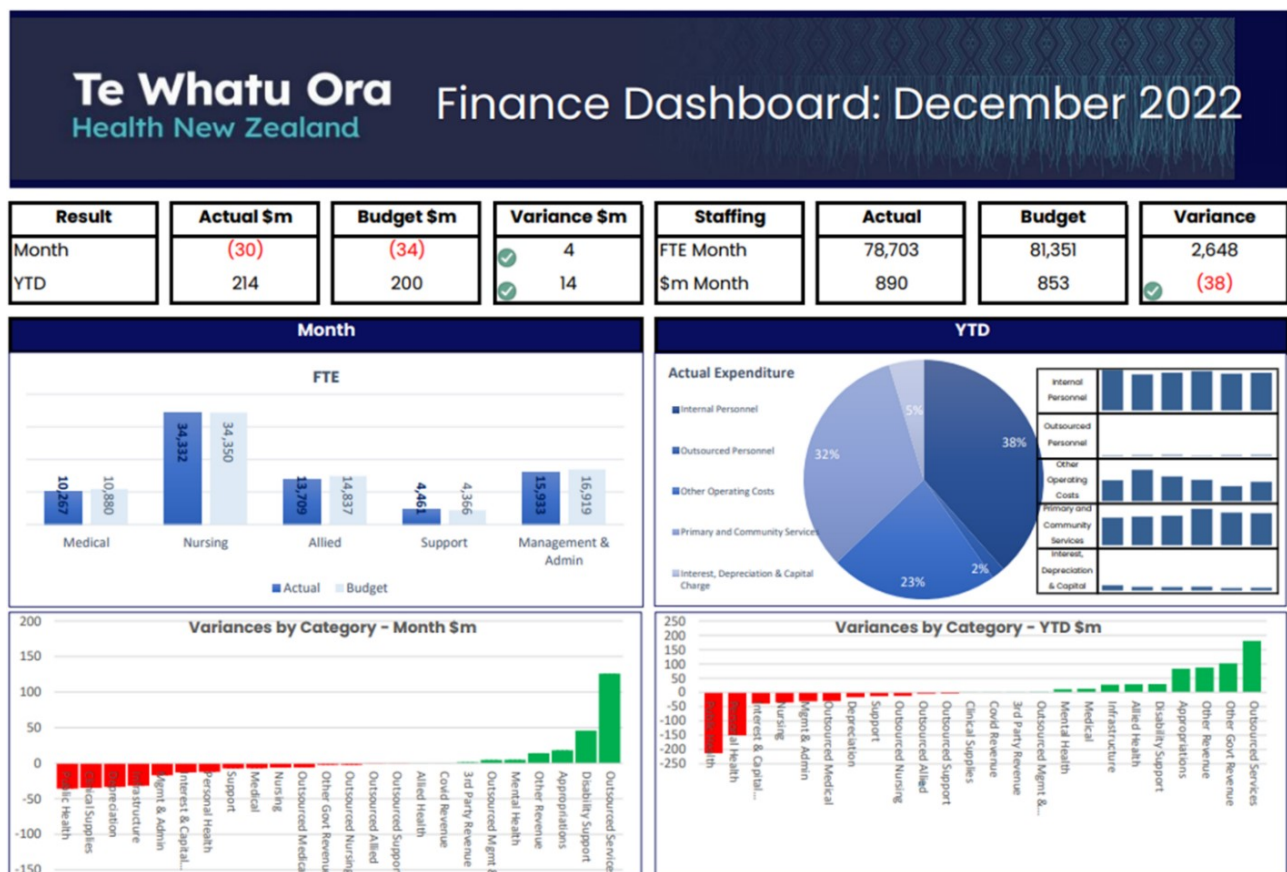 Te Whatu Ora
Health New Zealand
Finance Dashboard: December 2022
Result Actual $m Budget $m Variance $m Staffing Actual Budget Variance
Month (30) (34) 4 FTE Month 78,703 81,351 2,648
YTD 214 200 14 $m Month 890 853 (38)
Month
FTE
10,267
10,880
34,332
34,350
13,709
14,837
4,461
4,366
15,933
16,919
Medical
Nursing
Allied
Support
Management &
Admin
Actual Budget
YTD
Actual Expenditure
Internal Personnel
Outsourced Personnel
Other Operating Costs
Primary and Community Services
Interest, Depreciation & Capital
Charge
5%
38%
32%
23%
2%
Internal
Personnel
Outsourced
Personnel
Other
Operating
Costs
Primary and
Community
Services
Interest,
Depreciation
& Capital
Variances by Category - Month $m
200
150
100
50
0
-50
-100
-150
Public Health
Clinical Supplies
Depreciation
Infrastructure
Mgmt & Admin
Interest & Capital...
Personal Health
Support
Medical
Nursing
Outsourced Medica
Other Govt Revenu
Outsourced Nursing
Outsourced Allied
Outsourced Suppor
Allied Health
Covid Revenue
3rd Party Revenue
Outsourced Mgmt &
Mental Health
Other Revenue
Appropriations
Disability Support
Outsourced Service
Variances by Category - YTD $m
250
200
150
100
50
0
-50
-100
-150
-200
-250
Health
Health
Interest & Capital...
Nursing
Mgmt & Admin
Outsourced Medical
Depreciation
Support
Outsourced Nursing
Outsourced Allied
Outsourced Support
Clinical Supplies
Covid Revenue
3rd Party Revenue
Outsourced Mgmt &...
Mental Health
Medical
Infrastructure
Allied Health
Disability Support
Appropriations
Other Revenue
Other Govt Revenue
Outsourced Services